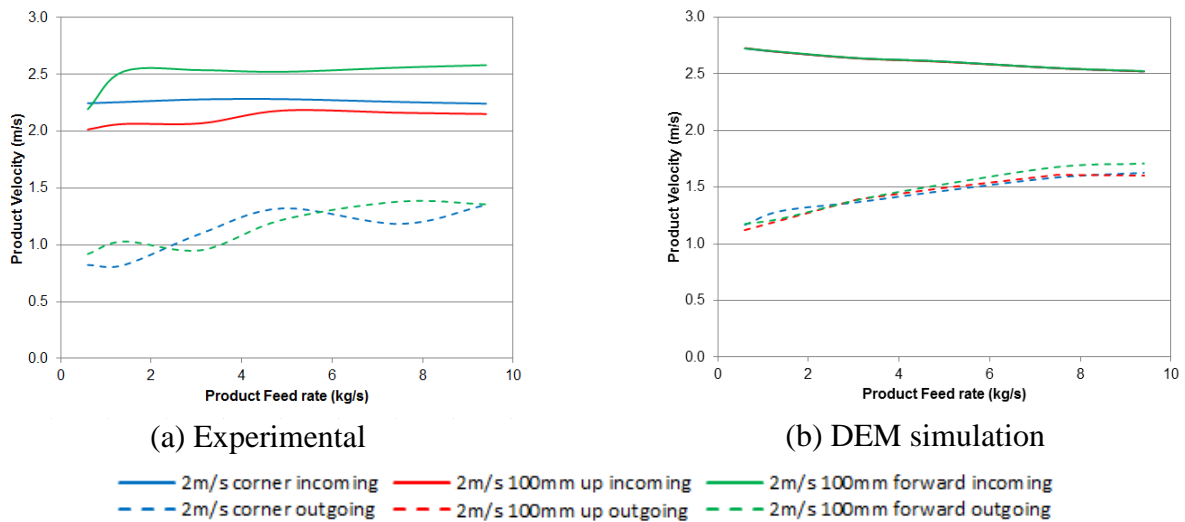 3.0
2.5
2.0
1.5
1.0
0.5
0.0
Product Velocity (m/s)
0 2 4 6 8 10
Product Feed rate (kg/s)
(a) Experimental
3.0
2.5
2.0
1.5
1.0
0.5
0.0
Product Velocity (m/s)
0 2 4 6 8 10
Product Feed rate (kg/s)
(b) DEM simulation
2m/s corner incoming 2m/s 100mm up incoming 2m/s 100mm forward incoming
2m/s corner outgoing 2m/s 100mm up outgoing 2m/s 100mm forward outgoing